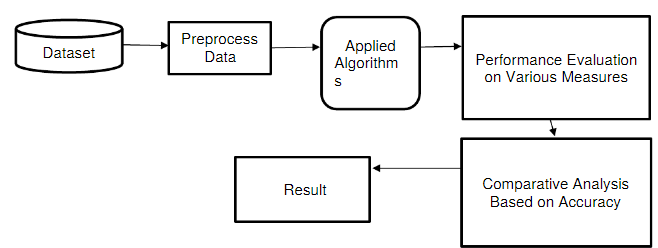 Dataset
Preprocess
Data
Applied
Algorithm
s
Performance Evaluation
on Various Measures
Comparative Analysis
Based on Accuracy
Result